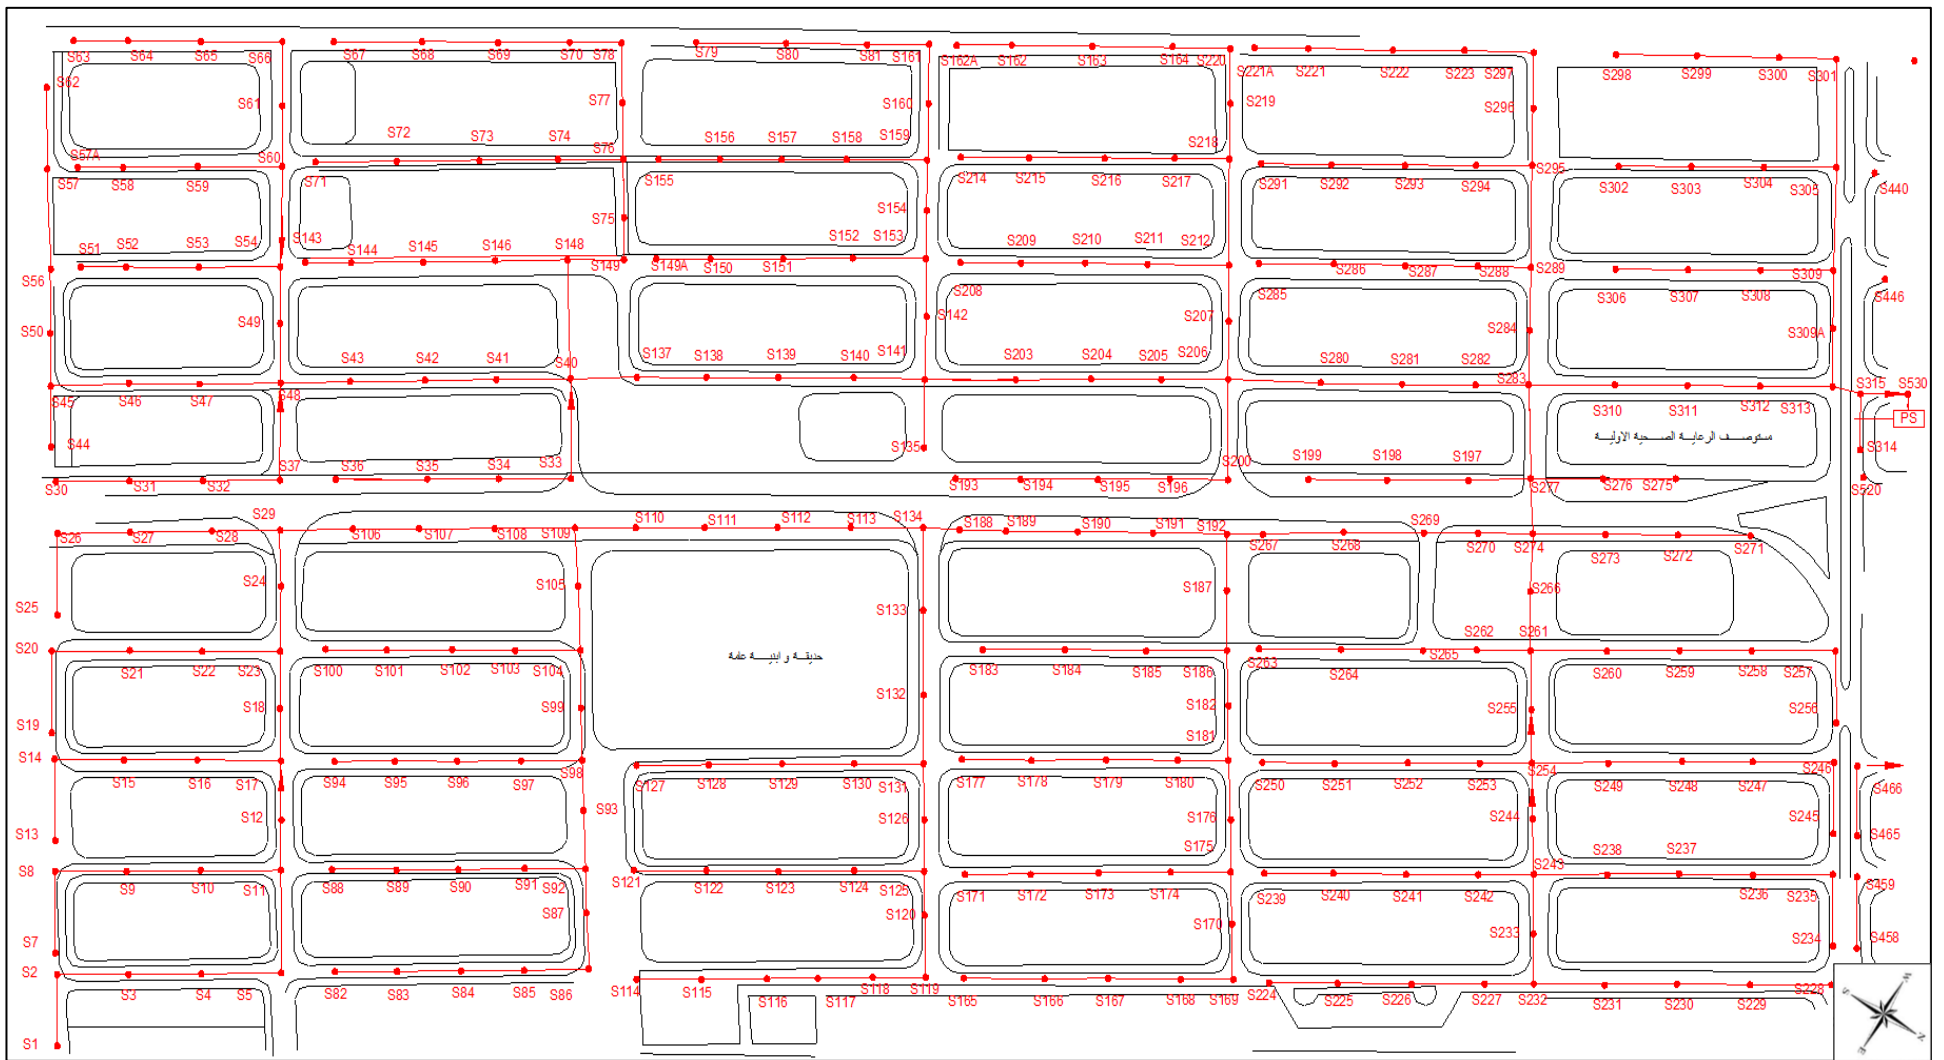 S63 S64 S65 S66 S67 S68 S69 S70 S78 S79 S80 S81 S161 S162A S162 S163 S164 S220 S221A S221 S222 S223 S297 S298 S299 S300 S301
S62 S61 S77 S160 S219 S296
S72 S73 S74 S156 S157 S158 S159 S218
S57A S60 S76
S57 S58 S59 S71 S155 S214 S215 S216 S217 S291 S292 S293 S294 S295 S302 S303 S304 S305 S440
S75 S154
S51 S52 S53 S54 S143 S144 S145 S146 S148 S152 S153 S209 S210 S211 S212
S149 S149A S150 S151 S286 S287 S288 S289 S309
S56 S208 S285 S306 S307 S308 S446
S50 S49 S142 S207 S284 S309A
S43 S42 S41 S40 S137 S138 S139 S140 S141 S203 S204 S205 S206 S280 S281 S282 S283
S45 S46 S47 S48 S310 S311 S312 S313 S315 S530
PS
مستوصف الرعاية الصحية الاولية
S44 S135 S314
S37 S36 S35 S34 S33 S200 S199 S198 S197
S30 S31 S32 S193 S194 S195 S196 S277 S276 S275 S520
S29 S110 S111 S112 S113 S134 S188 S189 S190 S191 S192 S269
S26 S27 S28 S106 S107 S108 S109 S267 S268 S270 S274 S273 S272 S271
S25 S24 S105 S133 S187 S266
S262 S261
S20 S265
حديقة و ابنية عامة
S21 S22 S23 S100 S101 S102 S103 S104 S183 S184 S185 S186 S263 S264 S260 S259 S258 S257
S19 S18 S99 S132 S182 S255 S256
S181
S14 S98 S254 S246
S15 S16 S17 S94 S95 S96 S97 S127 S128 S129 S130 S131 S177 S178 S179 S180 S250 S251 S252 S253 S249 S248 S247 S466
S13 S12 S93 S126 S176 S244 S245 S465
S175 S238 S237
S8 S243
S9 S10 S11 S88 S89 S90 S91 S92 S121 S122 S123 S124 S125 S171 S172 S173 S174 S239 S240 S241 S242 S236 S235 S459
S7 S87 S120 S170 S233 S234 S458
S2
S3 S4 S5 S82 S83 S84 S85 S86 S114 S115 S116 S117 S118 S119 S165 S166 S167 S168 S169 S224 S225 S226 S227 S232 S231 S230 S229 S228
S1